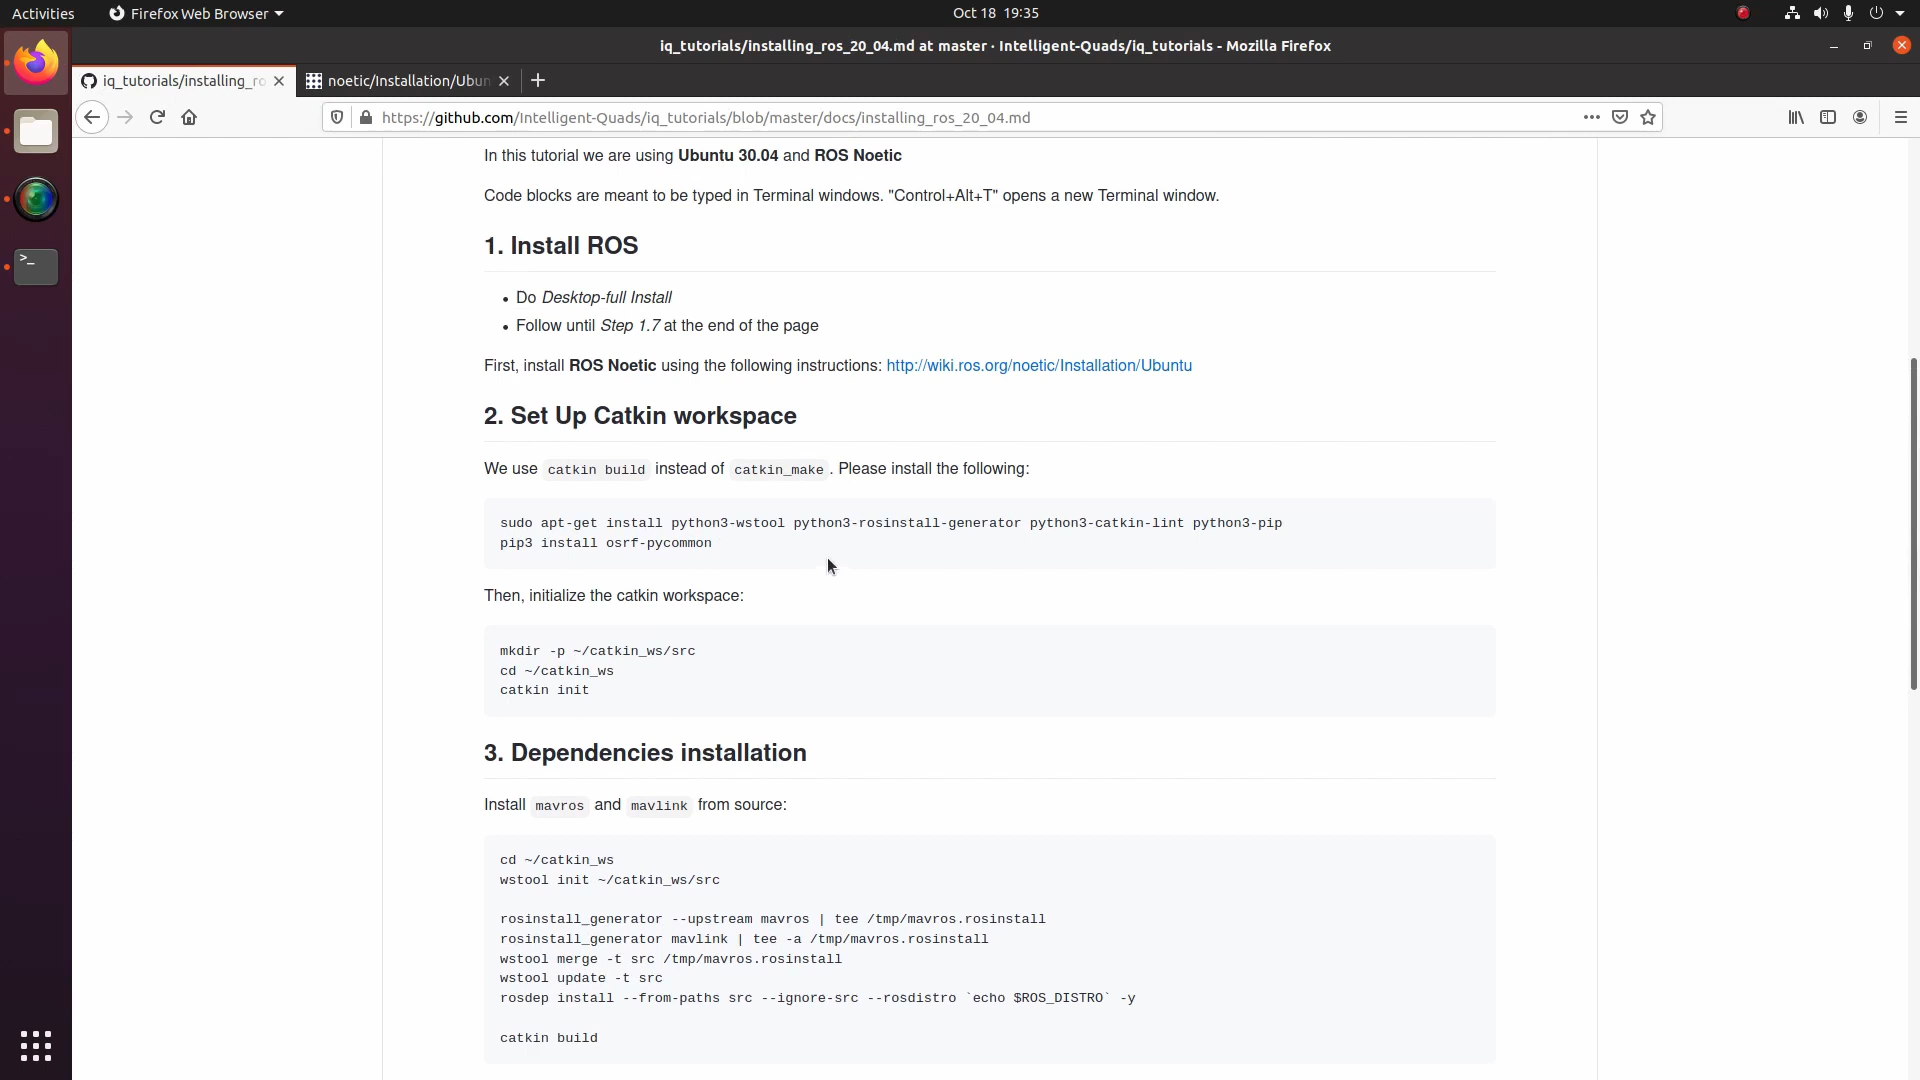 Activities Firefox Web Browser Oct 18 19:35
iq_tutorials/installing_ros_20_04.md at master · Intelligent-Quads/iq_tutorials - Mozilla Firefox
iq_tutorials/installing_ro noetic/Installation/Ubun
https://github.com/Intelligent-Quads/iq_tutorials/blob/master/docs/installing_ros_20_04.md
In this tutorial we are using Ubuntu 30.04 and ROS Noetic
Code blocks are meant to be typed in Terminal windows. "Control+Alt+T" opens a new Terminal window.
1. Install ROS
• Do Desktop-full Install
• Follow until Step 1.7 at the end of the page
First, install ROS Noetic using the following instructions: http://wiki.ros.org/noetic/Installation/Ubuntu
2. Set Up Catkin workspace
We use catkin build instead of catkin_make . Please install the following:
sudo apt-get install python3-wstool python3-rosinstall-generator python3-catkin-lint python3-pip
pip3 install osrf-pycommon
Then, initialize the catkin workspace:
mkdir -p ~/catkin_ws/src
cd ~/catkin_ws
catkin init
3. Dependencies installation
Install mavros and mavlink from source:
cd ~/catkin_ws
wstool init ~/catkin_ws/src
rosinstall_generator --upstream mavros | tee /tmp/mavros.rosinstall
rosinstall_generator mavlink | tee -a /tmp/mavros.rosinstall
wstool merge -t src /tmp/mavros.rosinstall
wstool update -t src
rosdep install --from-paths src --ignore-src --rosdistro `echo $ROS_DISTRO` -y
catkin build